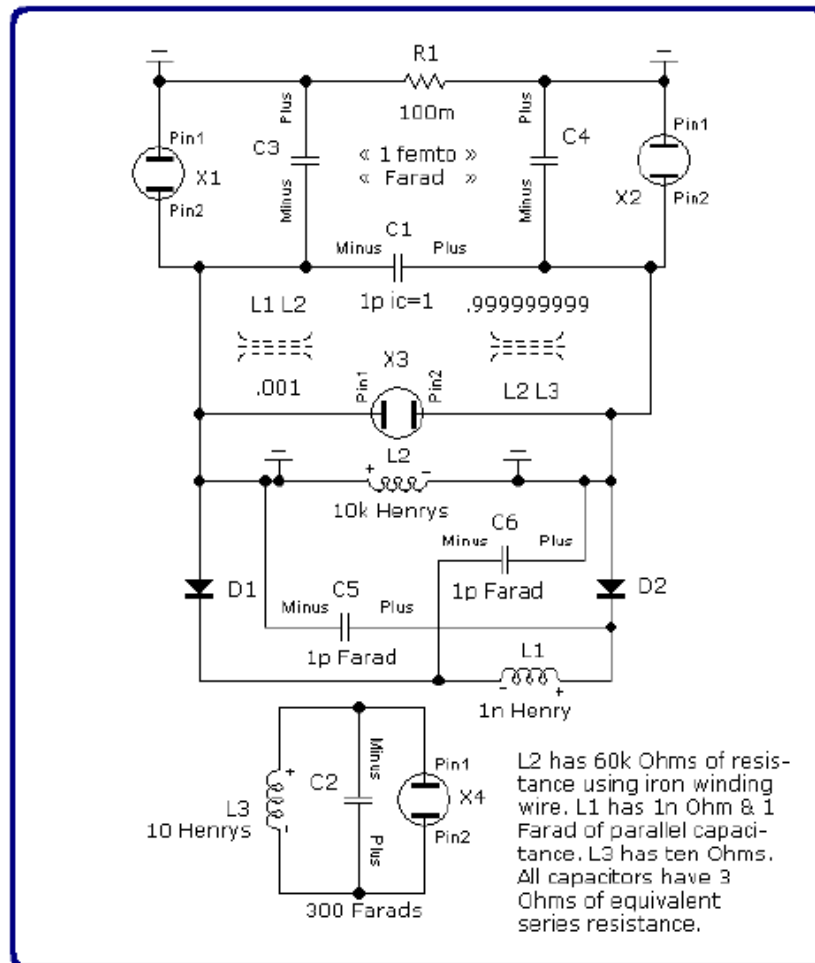 R1
100m
Plus
Plus
Pin1
Pin1
C3
C4
« 1 femto »
« Farad »
X1
X2
Pin2
Pin2
Minus
Minus
C1
Minus
Plus
1p ic=1
L1 L2
.999999999
X3
.001
Pin1
Pin2
L2 L3
L2
+
-
10k Henrys
C6
Minus
Plus
1p Farad
D1
D2
C5
Minus
Plus
1p Farad
L1
-
+
1n Henry
Minus
Pin1
C2
X4
L3
+
10 Henrys
-
Pin2
Plus
300 Farads
L2 has 60k Ohms of resis-
tance using iron winding
wire. L1 has 1n Ohm & 1
Farad of parallel capaci-
tance. L3 has ten Ohms.
All capacitors have 3
Ohms of equivalent
series resistance.